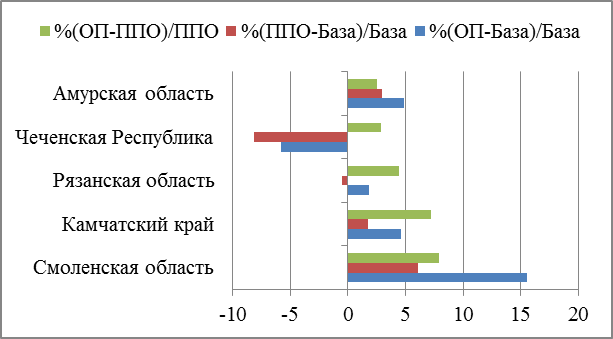 %(ОП-ППО)/ППО %(ППО-База)/База %(ОП-База)/База
Амурская область
Чеченская Республика
Рязанская область
Камчатский край
Смоленская область
-10 -5 0 5 10 15 20